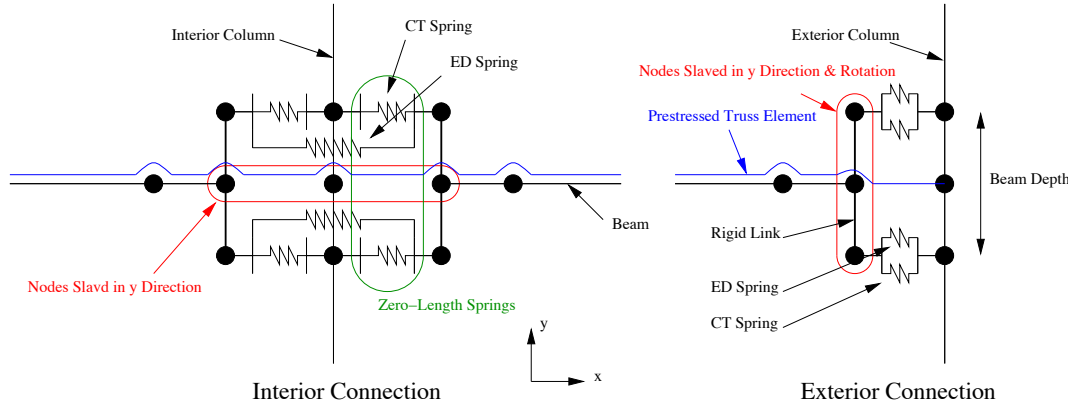 Interior Column
CT Spring
ED Spring
Beam
Nodes Slavd in y Direction
Zero−Length Springs
y
x
Interior Connection
Exterior Column
Nodes Slaved in y Direction & Rotation
Prestressed Truss Element
Beam Depth
Rigid Link
ED Spring
CT Spring
Exterior Connection